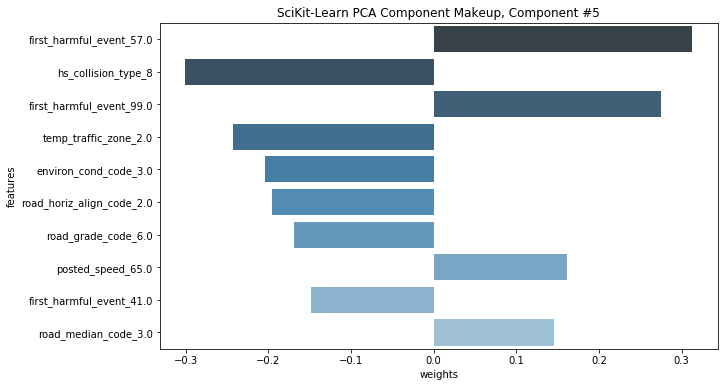 SciKit-Learn PCA Component Makeup, Component #5
features
first_harmful_event_57.0
hs_collision_type_8
first_harmful_event_99.0
temp_traffic_zone_2.0
environ_cond_code_3.0
road_horiz_align_code_2.0
road_grade_code_6.0
posted_speed_65.0
first_harmful_event_41.0
road_median_code_3.0
−0.3 −0.2 −0.1 0.0 0.1 0.2 0.3
weights